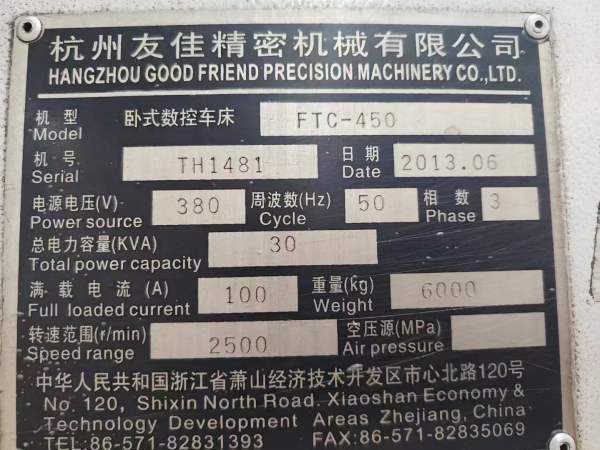 杭州友佳精密机械有限公司
HANGZHOU GOOD FRIEND PRECISION MACHINERY CO.,LTD.
机型 卧式数控车床 FTC-450
Model
机号 TH1481 日期 2013.06
Serial Date
电源电压(V) 380 周波数(Hz) 50 相数 3
Power source Cycle Phase
总电力容量(KVA) 30
Total power capacity
满载电流(A) 100 重量(kg) 6000
Full loaded current Weight
转速范围(r/min) 2500 空压源(MPa)
Speed range Air pressure
中华人民共和国浙江省萧山经济技术开发区市心北路120号
No. 120, Shixin North Road. Xiaoshan Economy &
Technology Development Areas Zhejiang, China
TEL:86-571-82831393 FAX:86-571-82835069